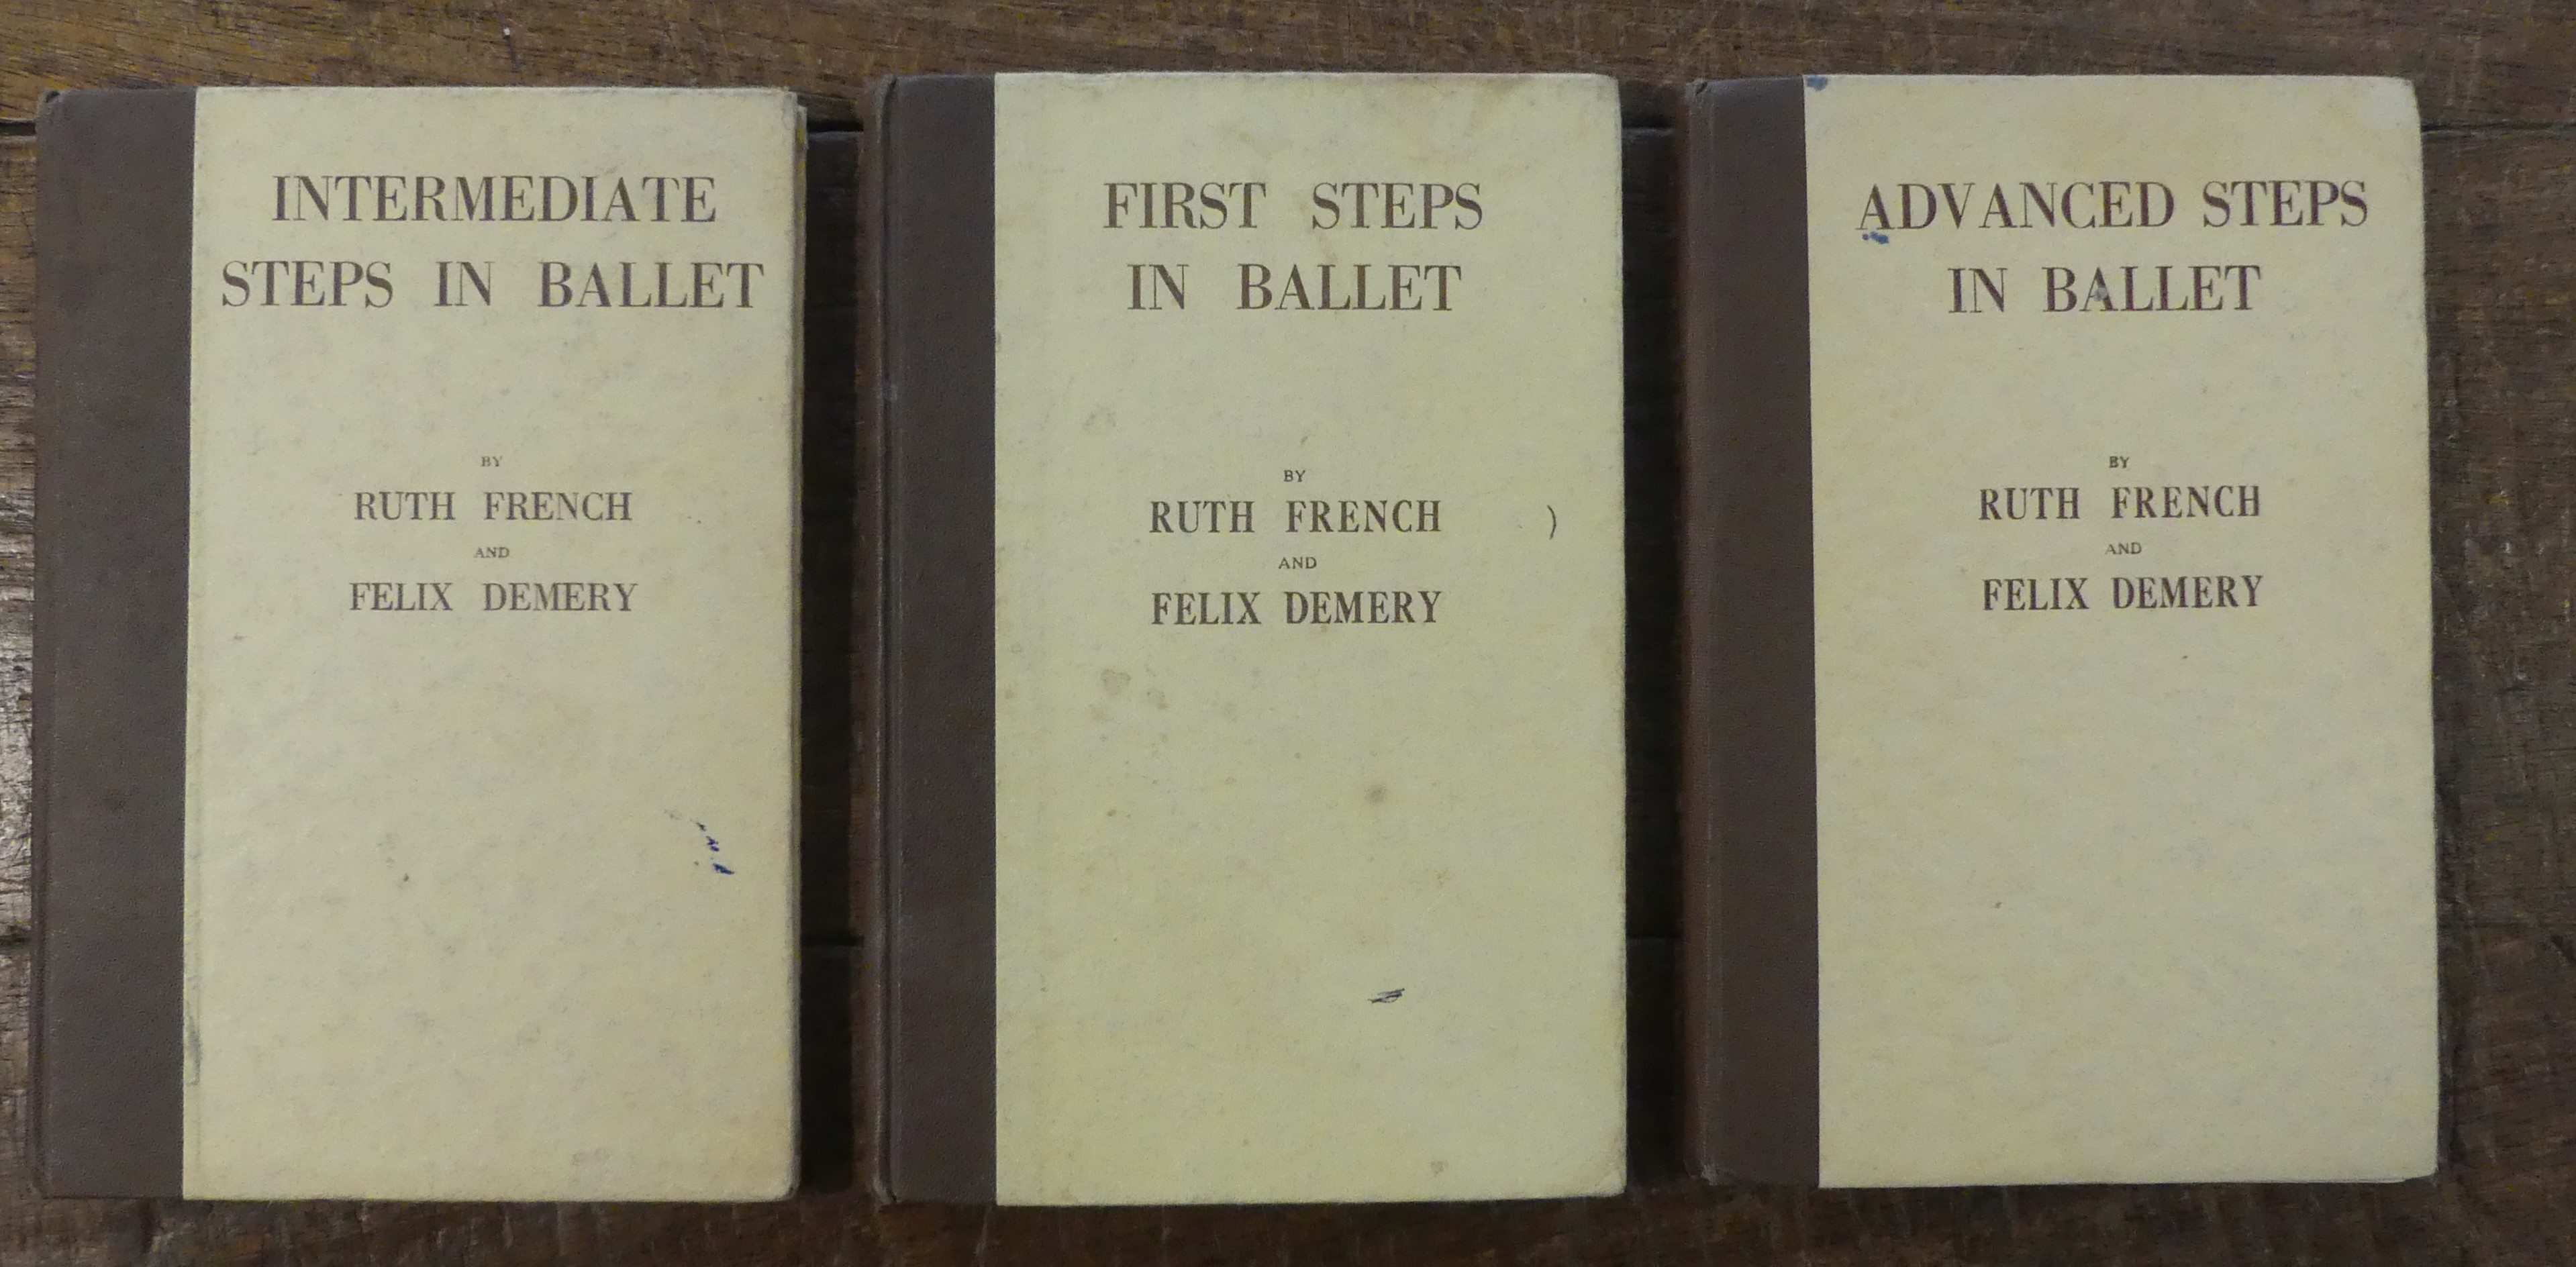 INTERMEDIATE
STEPS IN BALLET
BY
RUTH FRENCH
AND
FELIX DEMERY
FIRST STEPS
IN BALLET
BY
RUTH FRENCH
AND
FELIX DEMERY
ADVANCED STEPS
IN BALLET
BY
RUTH FRENCH
AND
FELIX DEMERY